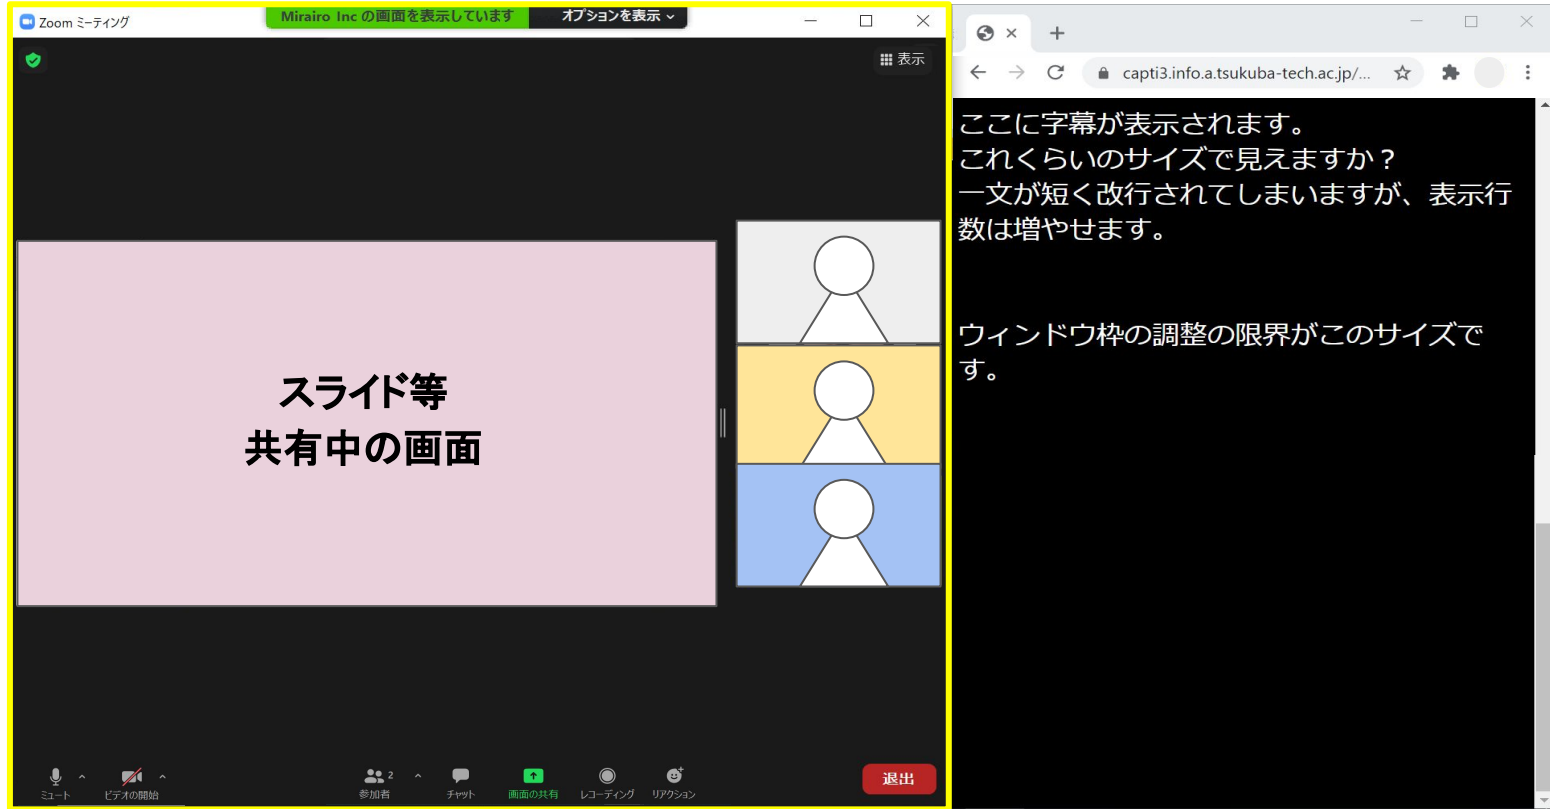 Zoom ミーティング
Mirairo Inc の画面を表示しています
オプションを表示
表示
スライド等
共有中の画面
ミュート
ビデオの開始
2
参加者
チャット
画面の共有
レコーディング
リアクション
退出
capti3.info.a.tsukuba-tech.ac.jp/...
ここに字幕が表示されます。
これくらいのサイズで見えますか？
一文が短く改行されてしまいますが、表示行
数は増やせます。
ウィンドウ枠の調整の限界がこのサイズで
す。